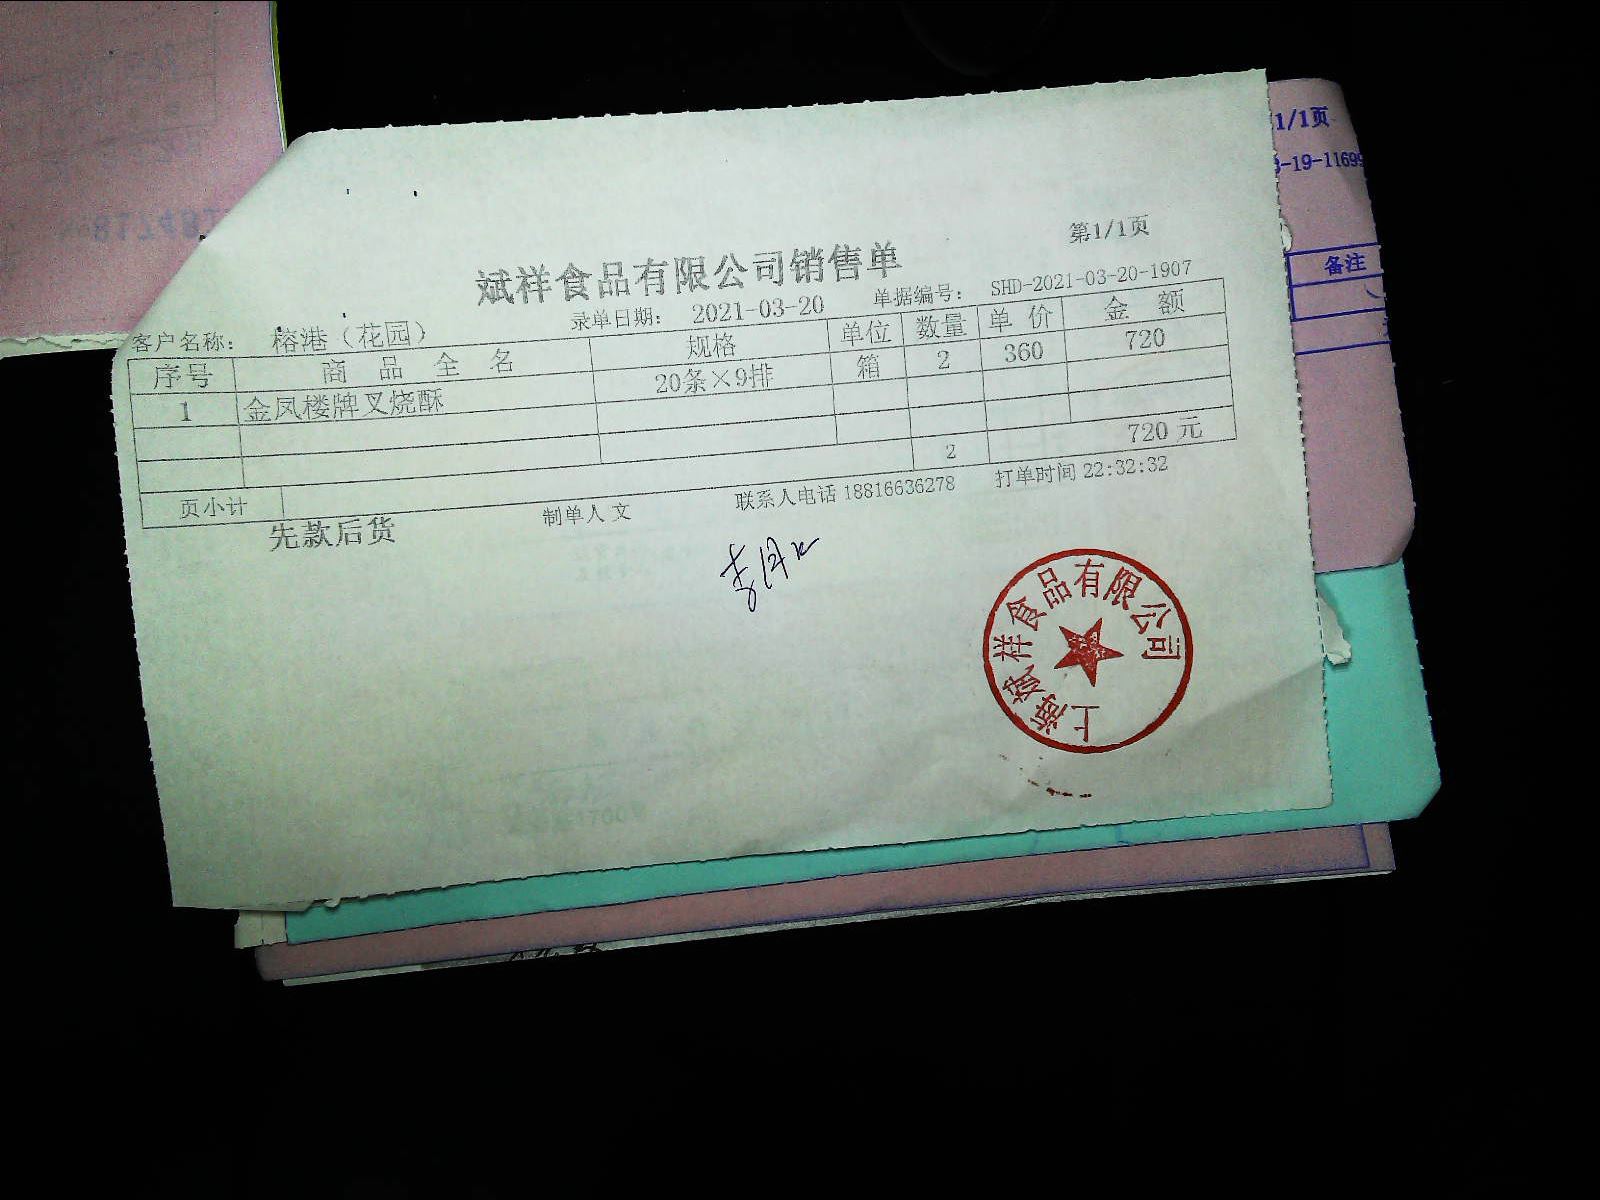 第1/1页
斌祥食品有限公司销售单
客户名称： 榕港（花园） 录单日期： 2021-03-20 单据编号： SHD-2021-03-20-1907
序号 商品全名 规格 单位 数量 单价 金额
1 金凤楼牌叉烧酥 20条×9排 箱 2 360 720
页小计 2 720元
先款后货 制单人 文 联系人电话 18816636278 打单时间 22:32:32
上海斌祥食品有限公司
1/1页
-19-1169
备注